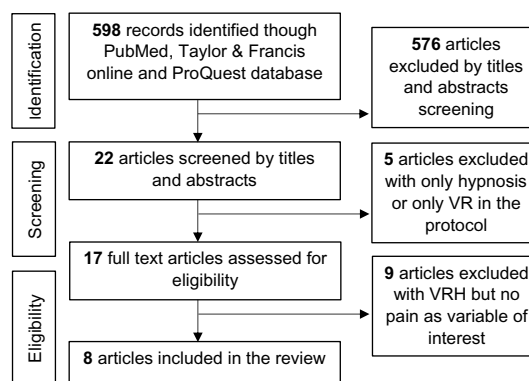 Identification
598 records identified though
PubMed, Taylor & Francis
online and ProQuest database
576 articles
excluded by titles
and abstracts
screening
Screening
22 articles screened by titles
and abstracts
5 articles excluded
with only hypnosis
or only VR in the
protocol
17 full text articles assessed for
eligibility
Eligibility
9 articles excluded
with VRH but no
pain as variable of
interest
8 articles included in the review